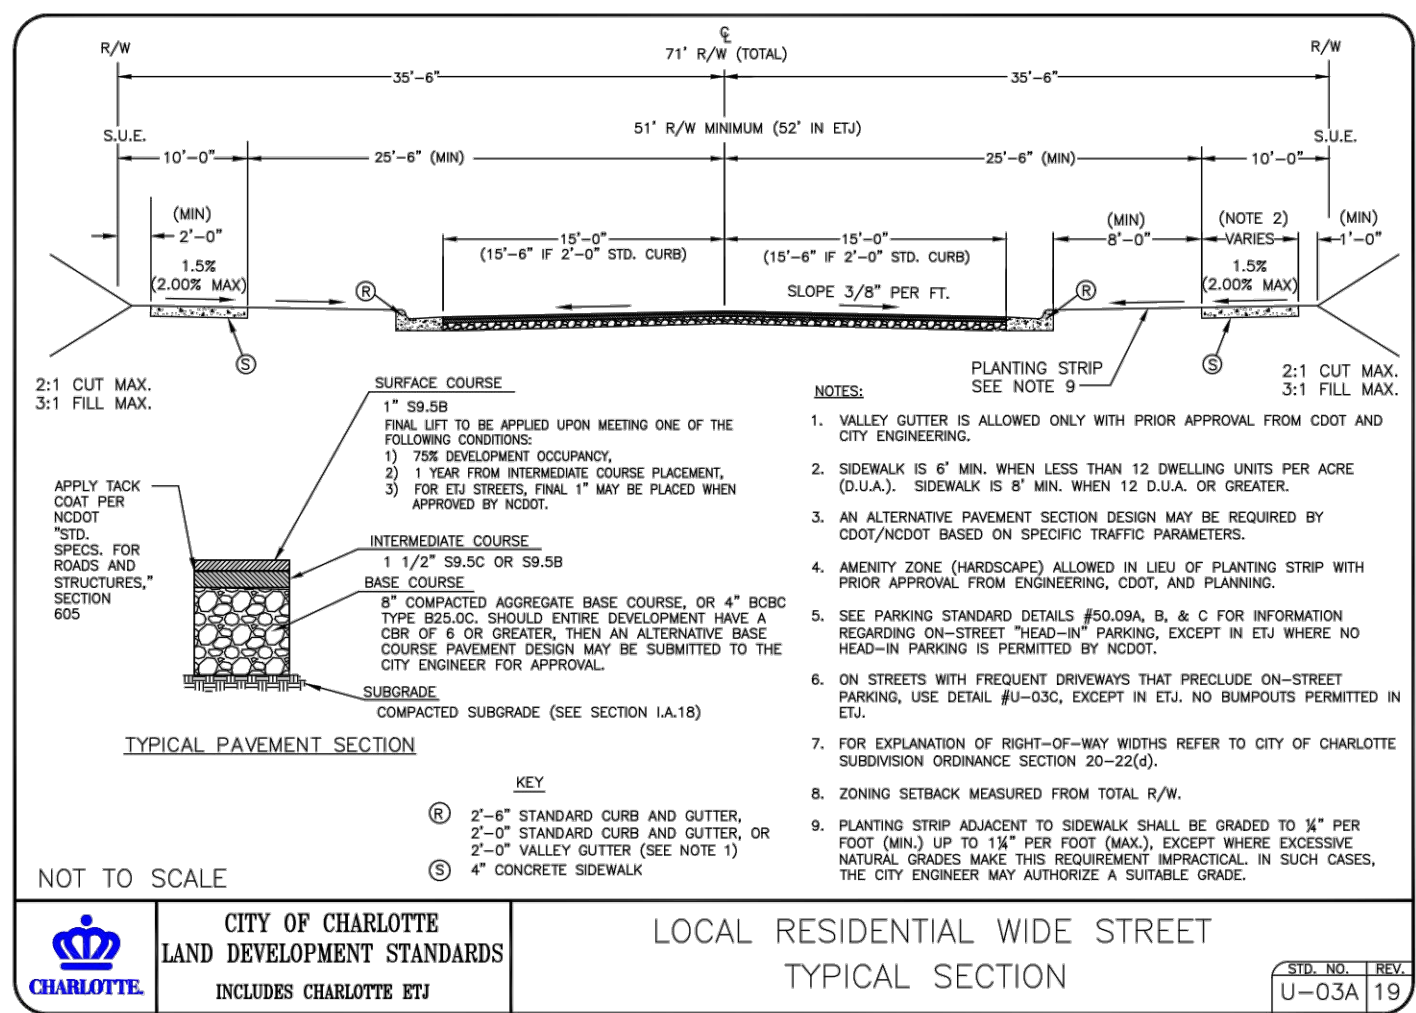 ℄
R/W
71' R/W (TOTAL)
R/W
35'-6"
35'-6"
51' R/W MINIMUM (52' IN ETJ)
S.U.E.
S.U.E.
10'-0"
25'-6" (MIN)
25'-6" (MIN)
10'-0"
(MIN)
2'-0"
15'-0"
(15'-6" IF 2'-0" STD. CURB)
15'-0"
(15'-6" IF 2'-0" STD. CURB)
(MIN)
8'-0"
(NOTE 2)
VARIES
(MIN)
1'-0"
1.5%
(2.00% MAX)
1.5%
(2.00% MAX)
R
SLOPE 3/8" PER FT.
R
S
S
PLANTING STRIP
SEE NOTE 9
2:1 CUT MAX.
3:1 FILL MAX.
2:1 CUT MAX.
3:1 FILL MAX.
SURFACE COURSE
1" S9.5B
FINAL LIFT TO BE APPLIED UPON MEETING ONE OF THE
FOLLOWING CONDITIONS:
1) 75% DEVELOPMENT OCCUPANCY,
2) 1 YEAR FROM INTERMEDIATE COURSE PLACEMENT,
3) FOR ETJ STREETS, FINAL 1" MAY BE PLACED WHEN
APPROVED BY NCDOT.
APPLY TACK
COAT PER
NCDOT
"STD.
SPECS. FOR
ROADS AND
STRUCTURES,"
SECTION
605
INTERMEDIATE COURSE
1 1/2" S9.5C OR S9.5B
BASE COURSE
8" COMPACTED AGGREGATE BASE COURSE, OR 4" BCBC
TYPE B25.0C. SHOULD ENTIRE DEVELOPMENT HAVE A
CBR OF 6 OR GREATER, THEN AN ALTERNATIVE BASE
COURSE PAVEMENT DESIGN MAY BE SUBMITTED TO THE
CITY ENGINEER FOR APPROVAL.
SUBGRADE
COMPACTED SUBGRADE (SEE SECTION I.A.18)
TYPICAL PAVEMENT SECTION
KEY
R 2'-6" STANDARD CURB AND GUTTER,
2'-0" STANDARD CURB AND GUTTER, OR
2'-0" VALLEY GUTTER (SEE NOTE 1)
S 4" CONCRETE SIDEWALK
NOT TO SCALE
NOTES:
1. VALLEY GUTTER IS ALLOWED ONLY WITH PRIOR APPROVAL FROM CDOT AND
CITY ENGINEERING.
2. SIDEWALK IS 6' MIN. WHEN LESS THAN 12 DWELLING UNITS PER ACRE
(D.U.A.). SIDEWALK IS 8' MIN. WHEN 12 D.U.A. OR GREATER.
3. AN ALTERNATIVE PAVEMENT SECTION DESIGN MAY BE REQUIRED BY
CDOT/NCDOT BASED ON SPECIFIC TRAFFIC PARAMETERS.
4. AMENITY ZONE (HARDSCAPE) ALLOWED IN LIEU OF PLANTING STRIP WITH
PRIOR APPROVAL FROM ENGINEERING, CDOT, AND PLANNING.
5. SEE PARKING STANDARD DETAILS #50.09A, B, & C FOR INFORMATION
REGARDING ON-STREET "HEAD-IN" PARKING, EXCEPT IN ETJ WHERE NO
HEAD-IN PARKING IS PERMITTED BY NCDOT.
6. ON STREETS WITH FREQUENT DRIVEWAYS THAT PRECLUDE ON-STREET
PARKING, USE DETAIL #U-03C, EXCEPT IN ETJ. NO BUMPOUTS PERMITTED IN
ETJ.
7. FOR EXPLANATION OF RIGHT-OF-WAY WIDTHS REFER TO CITY OF CHARLOTTE
SUBDIVISION ORDINANCE SECTION 20-22(d).
8. ZONING SETBACK MEASURED FROM TOTAL R/W.
9. PLANTING STRIP ADJACENT TO SIDEWALK SHALL BE GRADED TO ¼" PER
FOOT (MIN.) UP TO 1¼" PER FOOT (MAX.), EXCEPT WHERE EXCESSIVE
NATURAL GRADES MAKE THIS REQUIREMENT IMPRACTICAL. IN SUCH CASES,
THE CITY ENGINEER MAY AUTHORIZE A SUITABLE GRADE.
CHARLOTTE.
CITY OF CHARLOTTE
LAND DEVELOPMENT STANDARDS
INCLUDES CHARLOTTE ETJ
LOCAL RESIDENTIAL WIDE STREET
TYPICAL SECTION
STD. NO. REV.
U-03A 19